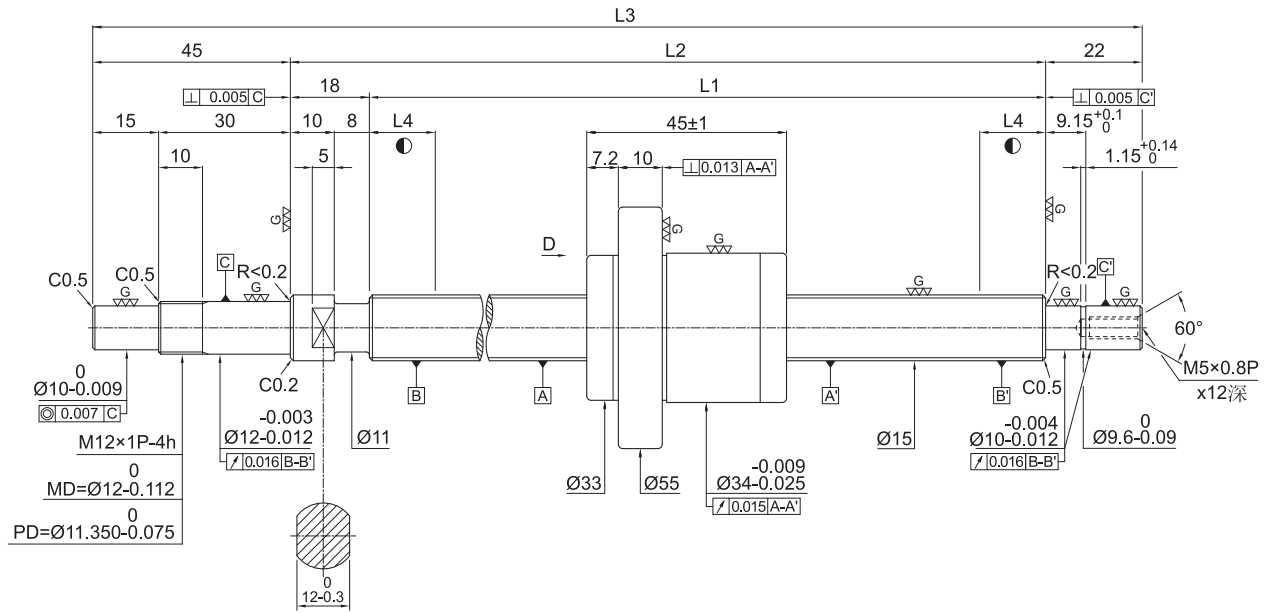 L3
45 L2 22
⊥ 0.005 C 18 L1 ⊥ 0.005 C'
15 30 10 8 L4 45±1 L4 9.15 +0.1 0
10 5 7.2 10 ⊥ 0.013 A-A' 1.15 +0.14 0
G G G G
D
C0.5 C0.5 C R<0.2 R<0.2 C'
G G G G G
60°
M5×0.8P
x12深
C0.2 B A A' B' C0.5
0
Ø10-0.009
◎ 0.007 C
M12×1P-4h
0
MD=Ø12-0.112
0
PD=Ø11.350-0.075
-0.003
Ø12-0.012
↗ 0.016 B-B'
Ø11
Ø33
Ø55
-0.009
Ø34-0.025
↗ 0.015 A-A'
Ø15
-0.004
Ø10-0.012
↗ 0.016 B-B'
0
Ø9.6-0.09
0
12-0.3